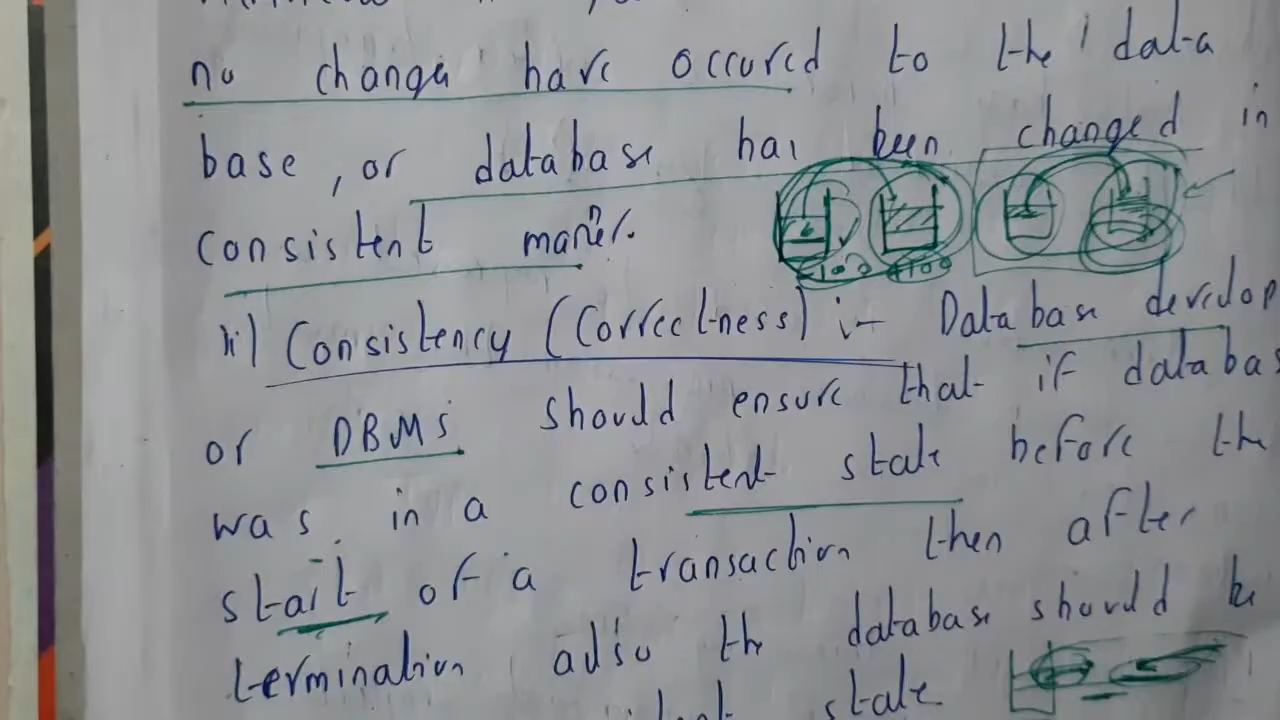 no change have occured to the data
base, or database has been changed in
consistent maner.
ii) Consistency (Correctness) :- Database develop
or DBMS should ensure that if databas
was in a consistent state before the
start of a transaction then after
termination also the database should be
state